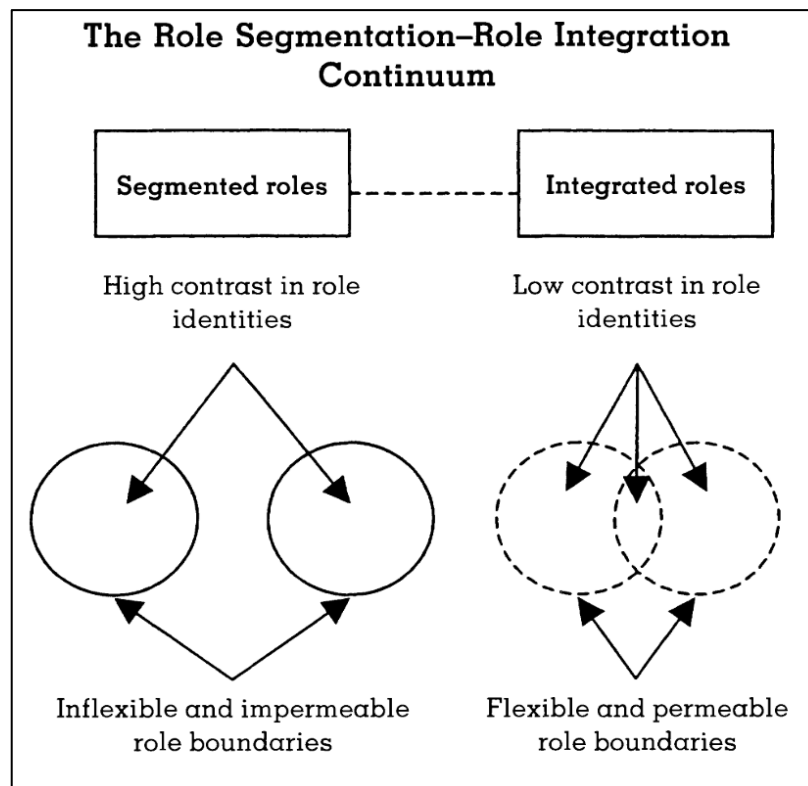 The Role Segmentation–Role Integration
Continuum
Segmented roles
Integrated roles
High contrast in role
identities
Low contrast in role
identities
Inflexible and impermeable
role boundaries
Flexible and permeable
role boundaries